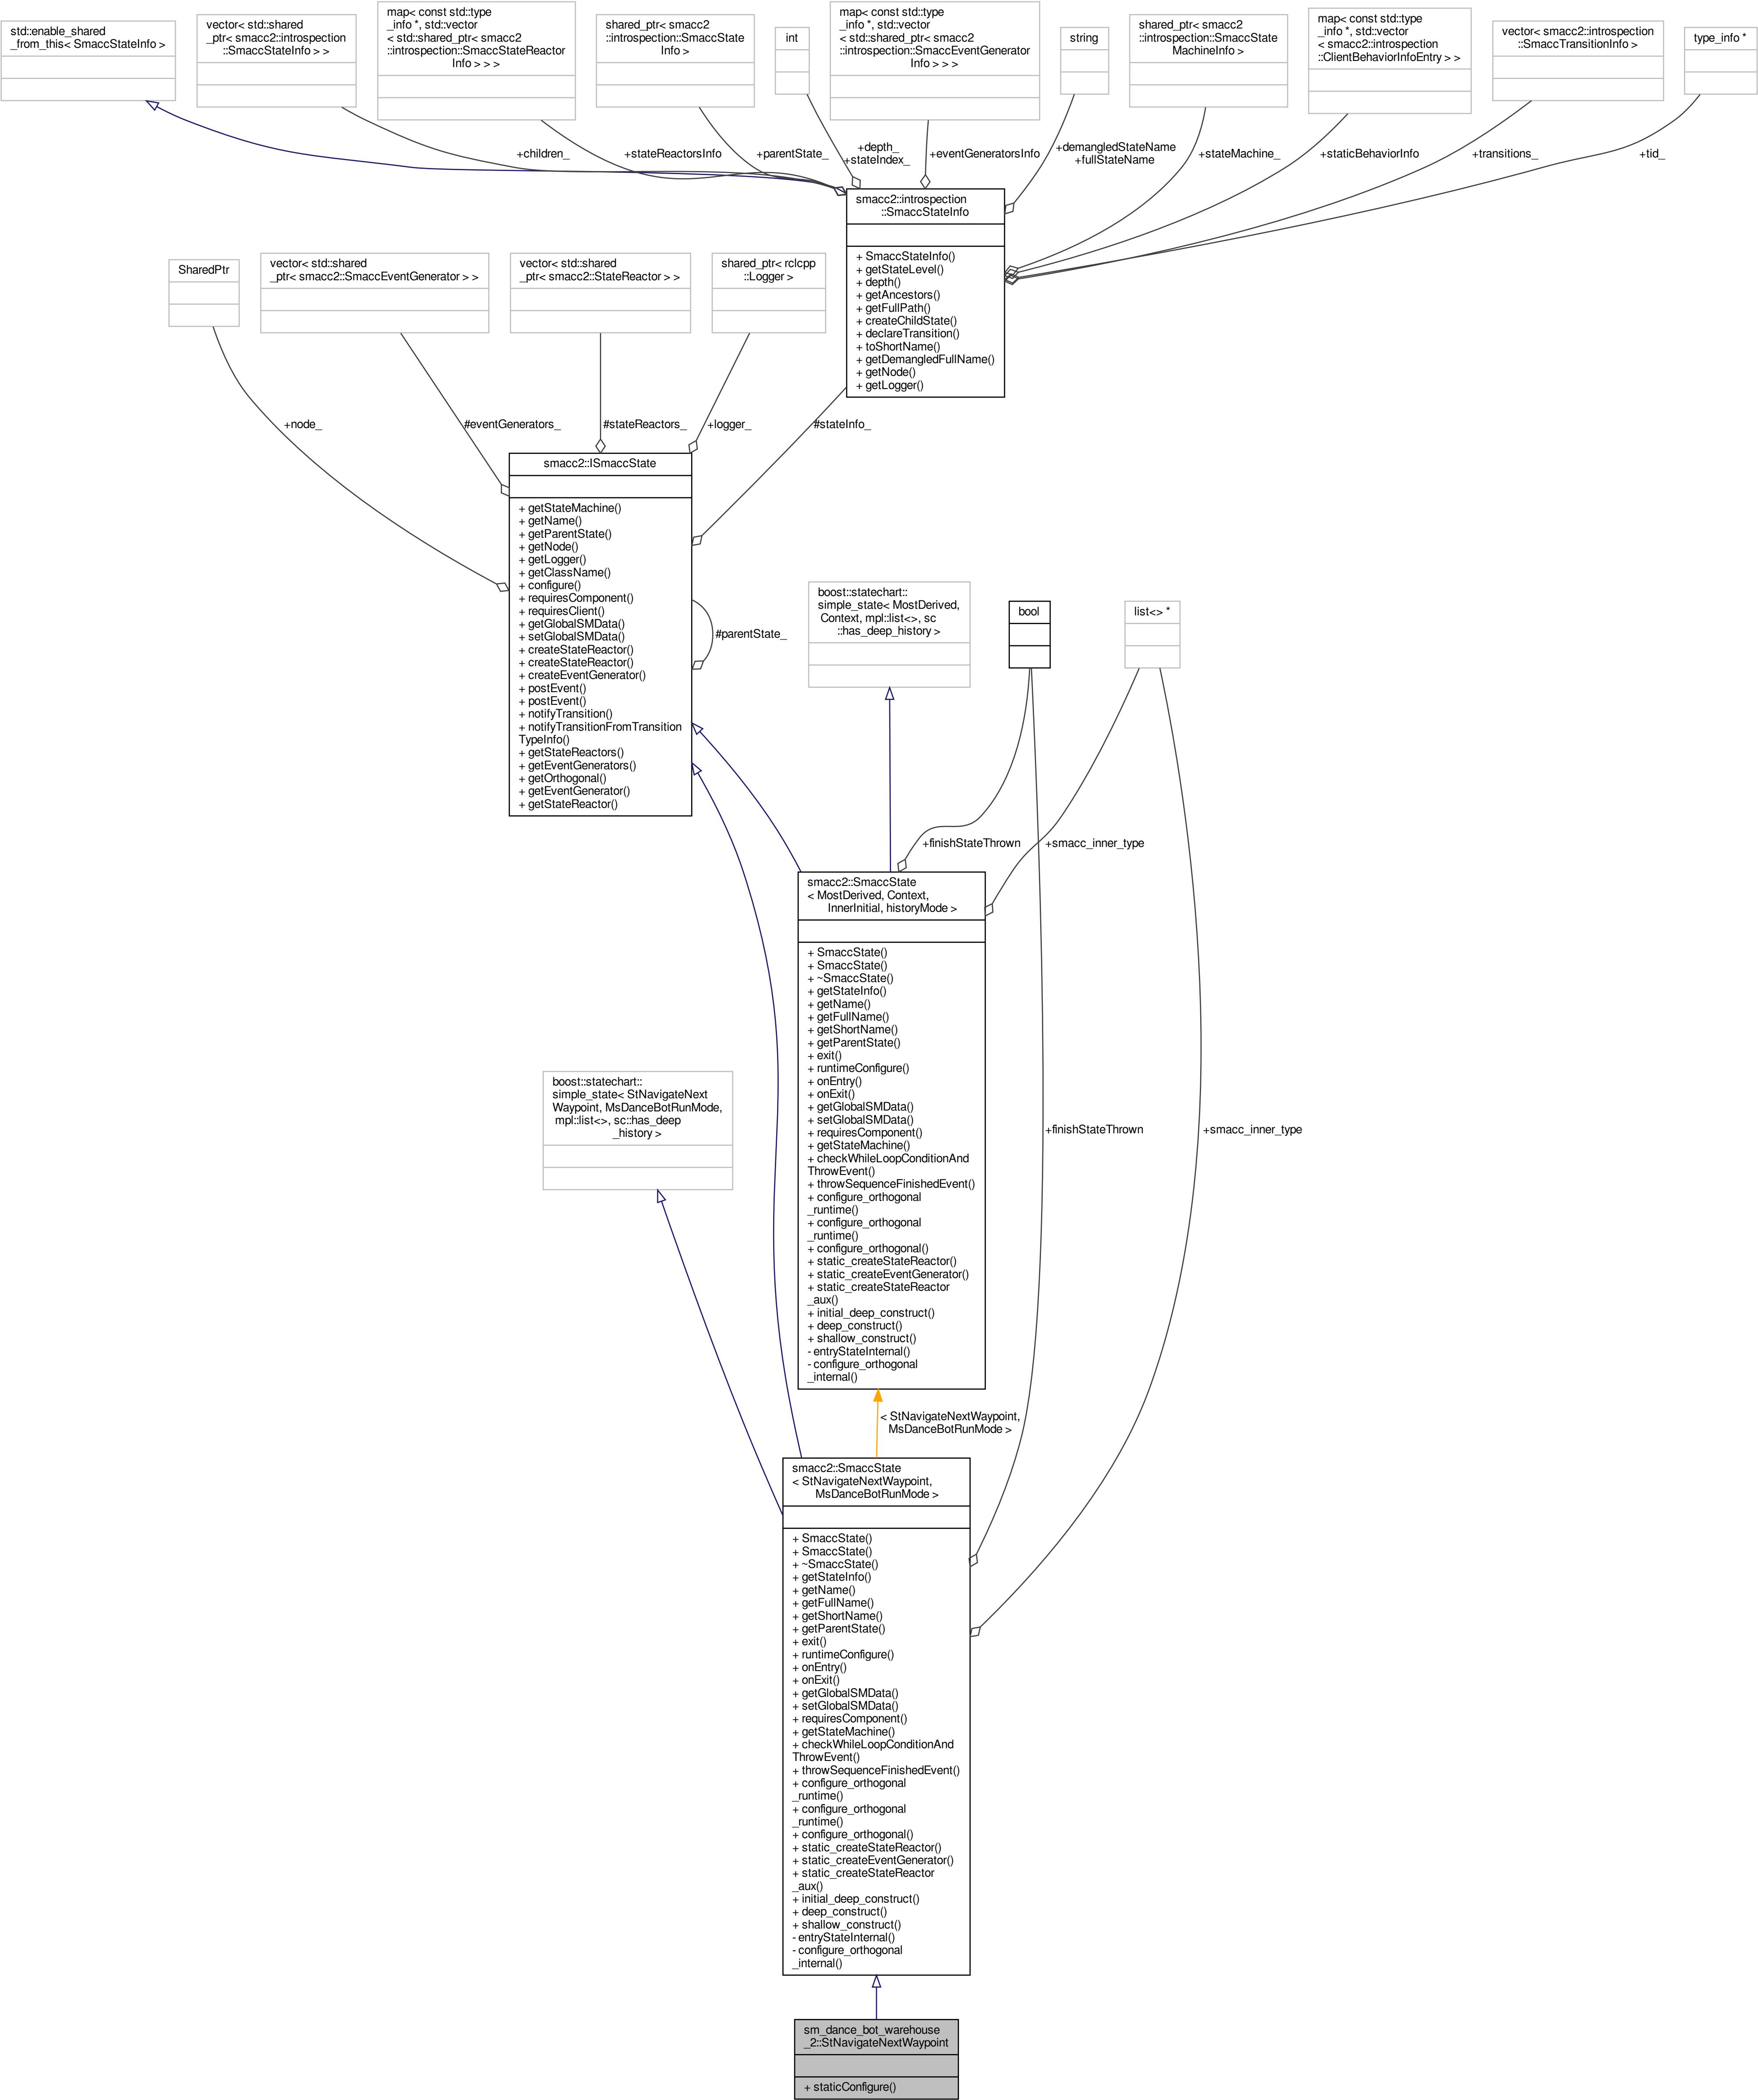 std::enable_shared
_from_this< SmaccStateInfo >
vector< std::shared
_ptr< smacc2::introspection
::SmaccStateInfo > >
map< const std::type
_info *, std::vector
< std::shared_ptr< smacc2
::introspection::SmaccStateReactor
Info > > >
shared_ptr< smacc2
::introspection::SmaccState
Info >
int
map< const std::type
_info *, std::vector
< std::shared_ptr< smacc2
::introspection::SmaccEventGenerator
Info > > >
string
shared_ptr< smacc2
::introspection::SmaccState
MachineInfo >
map< const std::type
_info *, std::vector
< smacc2::introspection
::ClientBehaviorInfoEntry > >
vector< smacc2::introspection
::SmaccTransitionInfo >
type_info *
+children_
+stateReactorsInfo
+parentState_
+depth_
+stateIndex_
+eventGeneratorsInfo
+demangledStateName
+fullStateName
+stateMachine_
+staticBehaviorInfo
+transitions_
+tid_
smacc2::introspection
::SmaccStateInfo
+ SmaccStateInfo()
+ getStateLevel()
+ depth()
+ getAncestors()
+ getFullPath()
+ createChildState()
+ declareTransition()
+ toShortName()
+ getDemangledFullName()
+ getNode()
+ getLogger()
SharedPtr
vector< std::shared
_ptr< smacc2::SmaccEventGenerator > >
vector< std::shared
_ptr< smacc2::StateReactor > >
shared_ptr< rclcpp
::Logger >
+node_
#eventGenerators_
#stateReactors_
+logger_
#stateInfo_
smacc2::ISmaccState
+ getStateMachine()
+ getName()
+ getParentState()
+ getNode()
+ getLogger()
+ getClassName()
+ configure()
+ requiresComponent()
+ requiresClient()
+ getGlobalSMData()
+ setGlobalSMData()
+ createStateReactor()
+ createStateReactor()
+ createEventGenerator()
+ postEvent()
+ postEvent()
+ notifyTransition()
+ notifyTransitionFromTransition
TypeInfo()
+ getStateReactors()
+ getEventGenerators()
+ getOrthogonal()
+ getEventGenerator()
+ getStateReactor()
#parentState_
boost::statechart::
simple_state< MostDerived,
Context, mpl::list<>, sc
::has_deep_history >
bool
list<> *
+finishStateThrown
+smacc_inner_type
smacc2::SmaccState
< MostDerived, Context,
InnerInitial, historyMode >
+ SmaccState()
+ SmaccState()
+ ~SmaccState()
+ getStateInfo()
+ getName()
+ getFullName()
+ getShortName()
+ getParentState()
+ exit()
+ runtimeConfigure()
+ onEntry()
+ onExit()
+ getGlobalSMData()
+ setGlobalSMData()
+ requiresComponent()
+ getStateMachine()
+ checkWhileLoopConditionAnd
ThrowEvent()
+ throwSequenceFinishedEvent()
+ configure_orthogonal
_runtime()
+ configure_orthogonal
_runtime()
+ configure_orthogonal()
+ static_createStateReactor()
+ static_createEventGenerator()
+ static_createStateReactor
_aux()
+ initial_deep_construct()
+ deep_construct()
+ shallow_construct()
- entryStateInternal()
- configure_orthogonal
_internal()
boost::statechart::
simple_state< StNavigateNext
Waypoint, MsDanceBotRunMode,
mpl::list<>, sc::has_deep
_history >
+finishStateThrown
+smacc_inner_type
< StNavigateNextWaypoint,
MsDanceBotRunMode >
smacc2::SmaccState
< StNavigateNextWaypoint,
MsDanceBotRunMode >
+ SmaccState()
+ SmaccState()
+ ~SmaccState()
+ getStateInfo()
+ getName()
+ getFullName()
+ getShortName()
+ getParentState()
+ exit()
+ runtimeConfigure()
+ onEntry()
+ onExit()
+ getGlobalSMData()
+ setGlobalSMData()
+ requiresComponent()
+ getStateMachine()
+ checkWhileLoopConditionAnd
ThrowEvent()
+ throwSequenceFinishedEvent()
+ configure_orthogonal
_runtime()
+ configure_orthogonal
_runtime()
+ configure_orthogonal()
+ static_createStateReactor()
+ static_createEventGenerator()
+ static_createStateReactor
_aux()
+ initial_deep_construct()
+ deep_construct()
+ shallow_construct()
- entryStateInternal()
- configure_orthogonal
_internal()
sm_dance_bot_warehouse
_2::StNavigateNextWaypoint
+ staticConfigure()